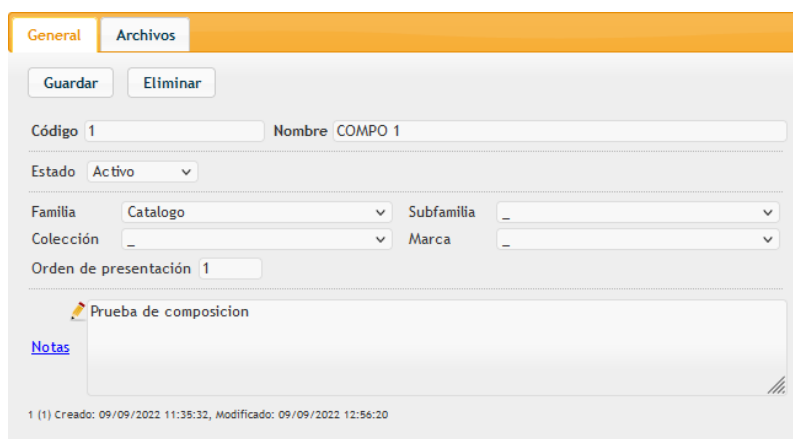 General Archivos
Guardar Eliminar
Código 1 Nombre COMPO 1
Estado Activo
Familia Catalogo Subfamilia _
Colección _ Marca _
Orden de presentación 1
Prueba de composicion
Notas
1 (1) Creado: 09/09/2022 11:35:32, Modificado: 09/09/2022 12:56:20